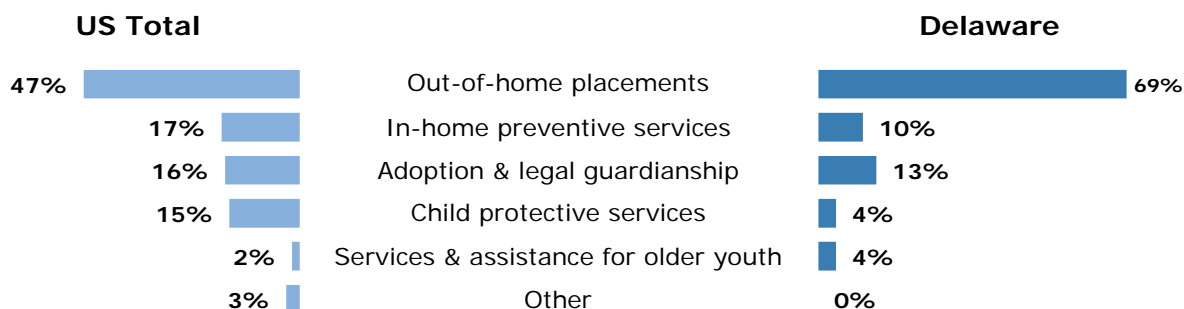 US Total Delaware
47% Out-of-home placements 69%
17% In-home preventive services 10%
16% Adoption & legal guardianship 13%
15% Child protective services 4%
2% Services & assistance for older youth 4%
3% Other 0%